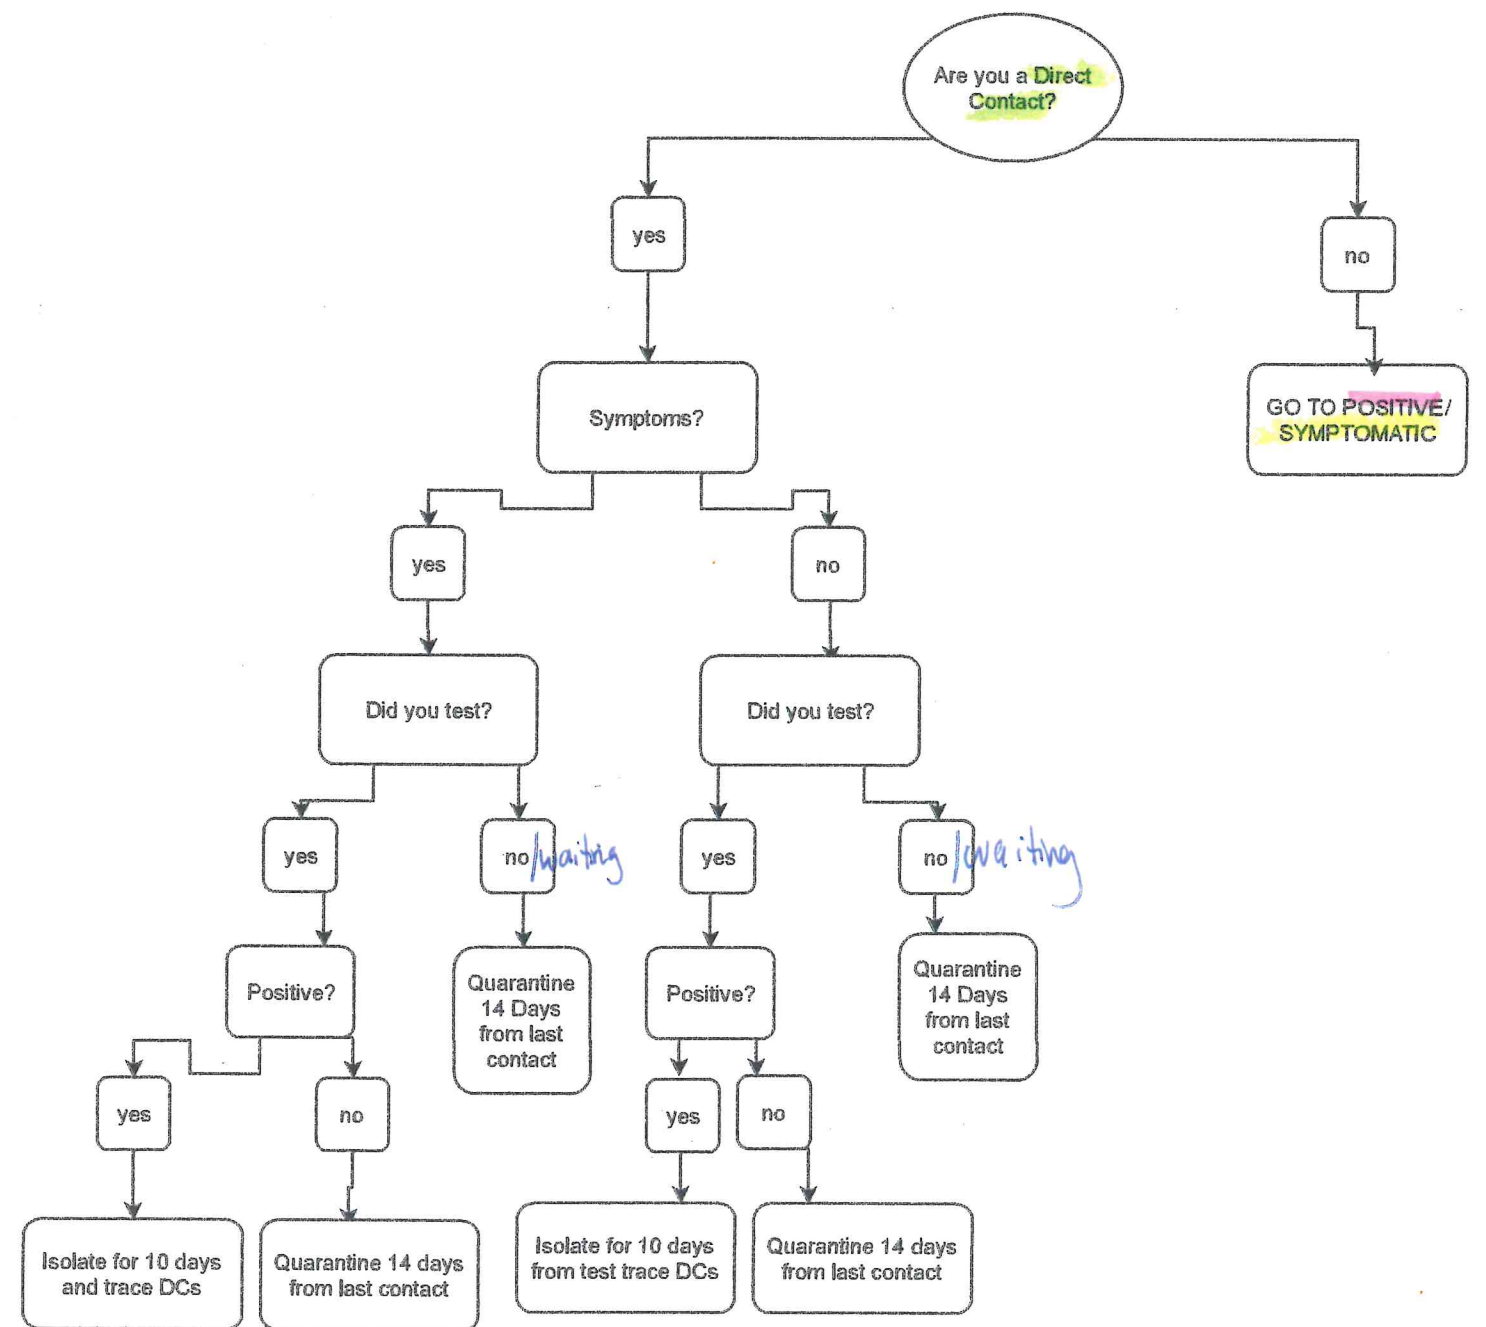 Are you a Direct
Contact?
yes
no
Symptoms?
GO TO POSITIVE/
SYMPTOMATIC
yes
no
Did you test?
Did you test?
yes
no/waiting
yes
no/waiting
Positive?
Quarantine
14 Days
from last
contact
Positive?
Quarantine
14 Days
from last
contact
yes
no
yes
no
Isolate for 10 days
and trace DCs
Quarantine 14 days
from last contact
Isolate for 10 days
from test trace DCs
Quarantine 14 days
from last contact